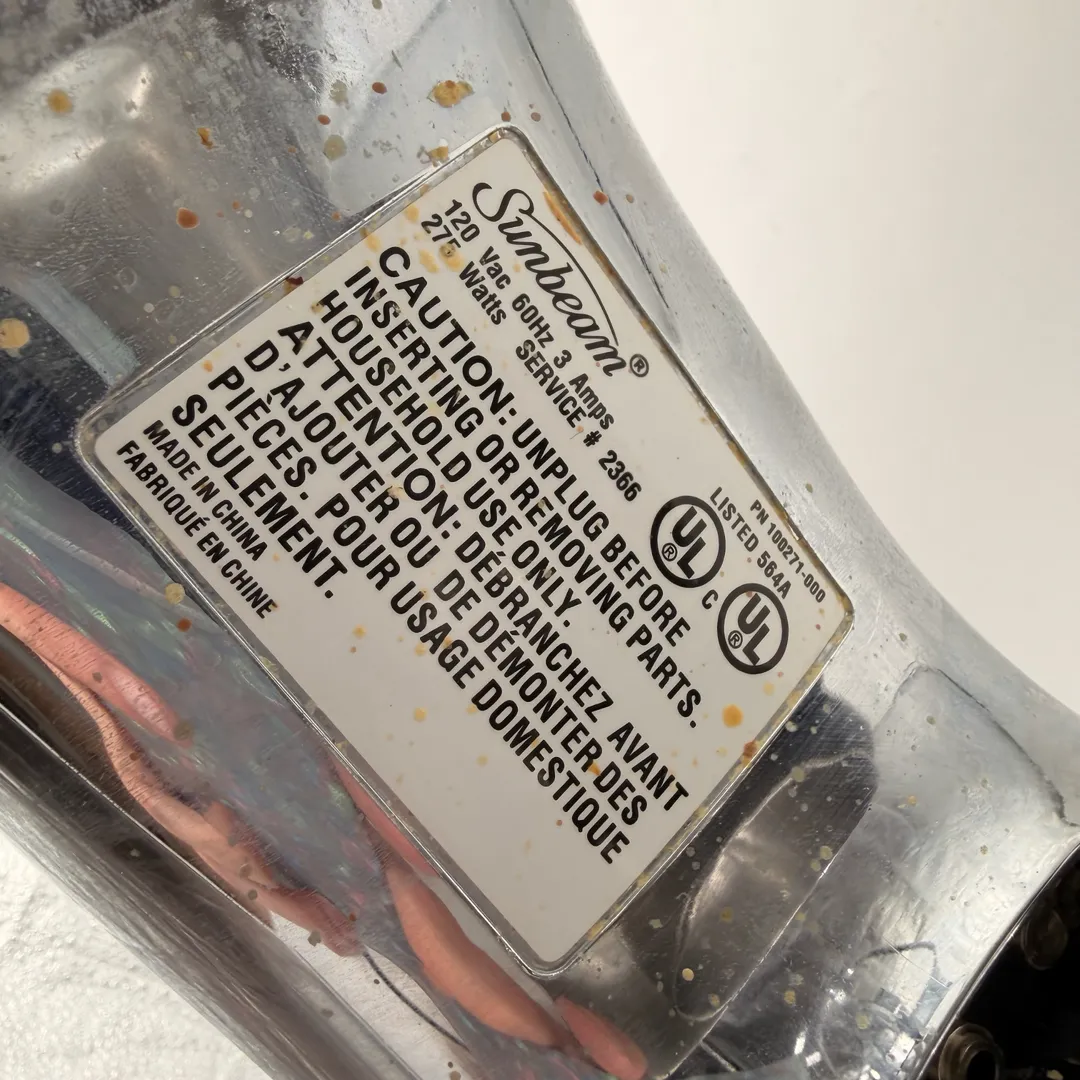 Sunbeam®
120 Vac 60Hz 3 Amps
275 Watts SERVICE # 2366
PN 100271-000
LISTED 564A
UL® C UL®
CAUTION: UNPLUG BEFORE
INSERTING OR REMOVING PARTS.
HOUSEHOLD USE ONLY.
ATTENTION: DÉBRANCHEZ AVANT
D'AJOUTER OU DE DÉMONTER DES
PIÈCES. POUR USAGE DOMESTIQUE
SEULEMENT.
MADE IN CHINA
FABRIQUÉ EN CHINE